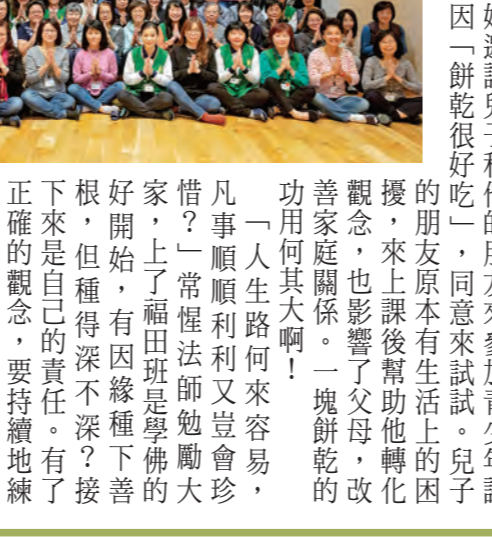 因「餅乾很好吃」，同意來試試。兒子
的朋友原本有生活上的困
擾，來上課後幫助他轉化
觀念，也影響了父母，改
善家庭關係。一塊餅乾的
功用何其大啊！
「人生路何來容易，
凡事順順利利又豈會珍
惜？」常惺法師勉勵大
家，上了福田班是學佛的
好開始，有因緣種下善
根，但種得深不深？接
下來是自己的責任。有了
正確的觀念，要持續地練